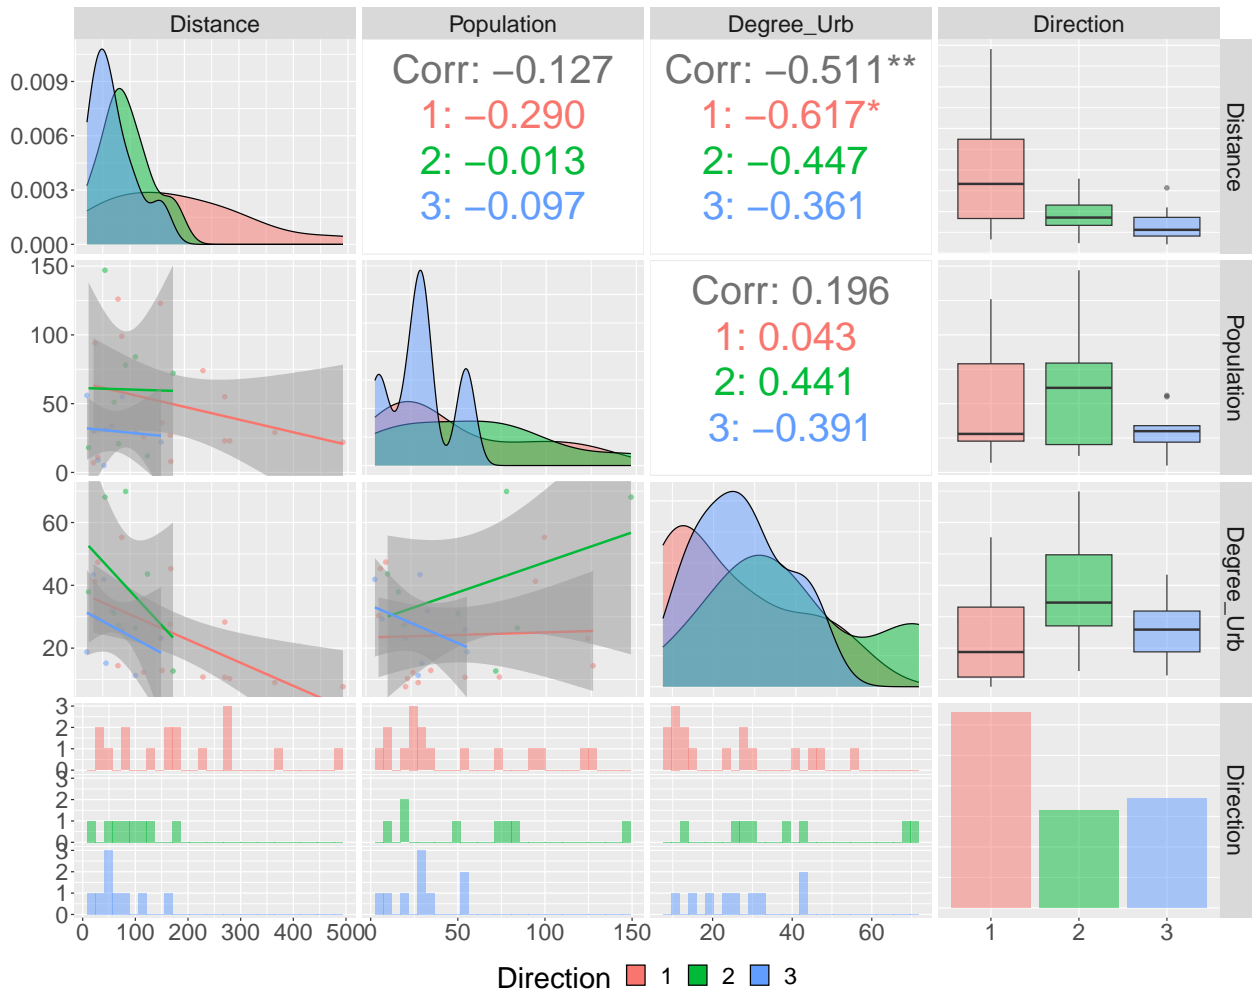 Distance Population Degree_Urb Direction
0.009
0.006
0.003
0.000
Corr: −0.127
1: −0.290
2: −0.013
3: −0.097
Corr: −0.511**
1: −0.617*
2: −0.447
3: −0.361
Distance
150
100
50
0
Corr: 0.196
1: 0.043
2: 0.441
3: −0.391
Population
60
40
20
Degree_Urb
3
2
1
0
3
2
1
0
3
2
1
0
Direction
0 100 200 300 400 500
0 50 100 150
20 40 60
1 2 3
Direction 1 2 3